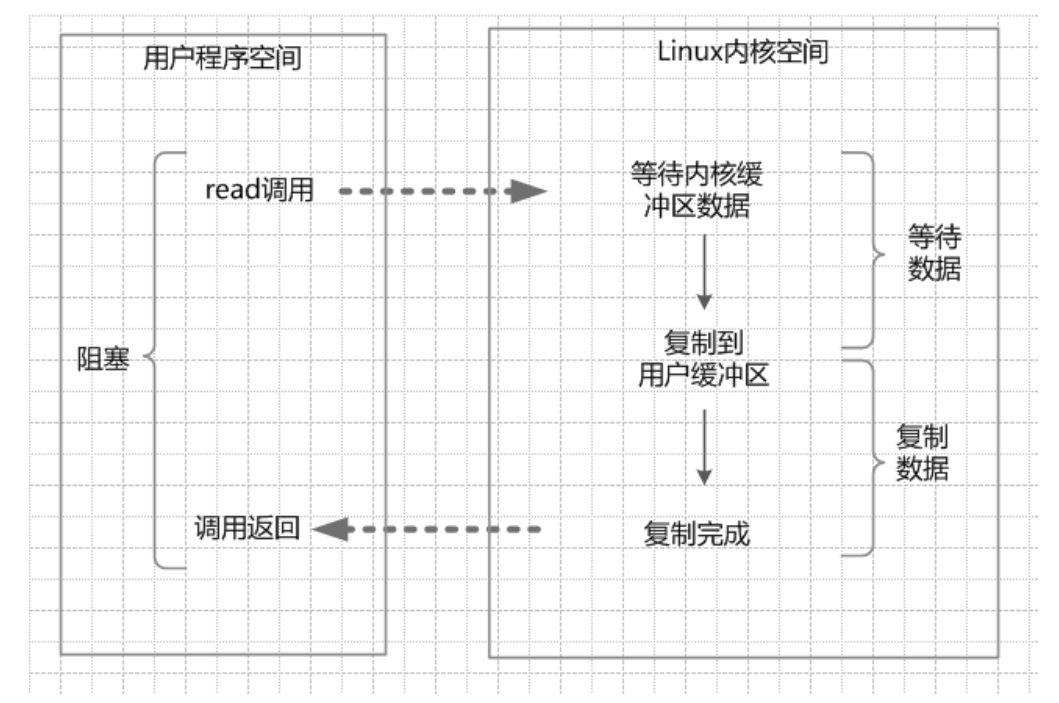 用户程序空间
Linux内核空间
read调用
等待内核缓
冲区数据
等待
数据
阻塞
复制到
用户缓冲区
复制
数据
调用返回
复制完成